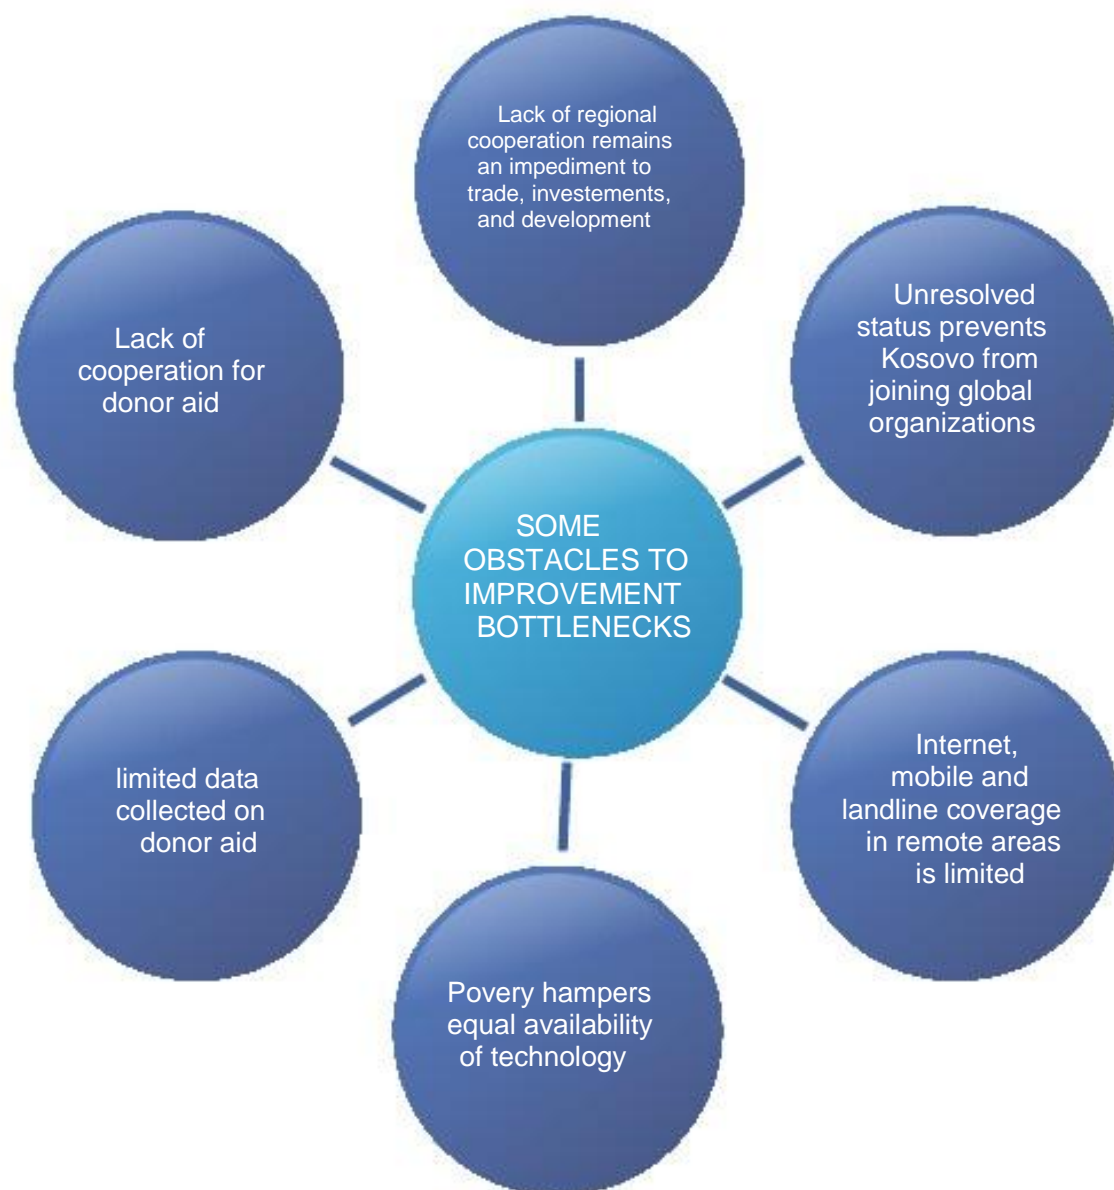 Lack of regional
cooperation remains
an impediment to
trade, investements,
and development
Unresolved
status prevents
Kosovo from
joining global
organizations
Lack of
cooperation for
donor aid
SOME
OBSTACLES TO
IMPROVEMENT
BOTTLENECKS
Internet,
mobile and
landline coverage
in remote areas
is limited
limited data
collected on
donor aid
Povery hampers
equal availability
of technology